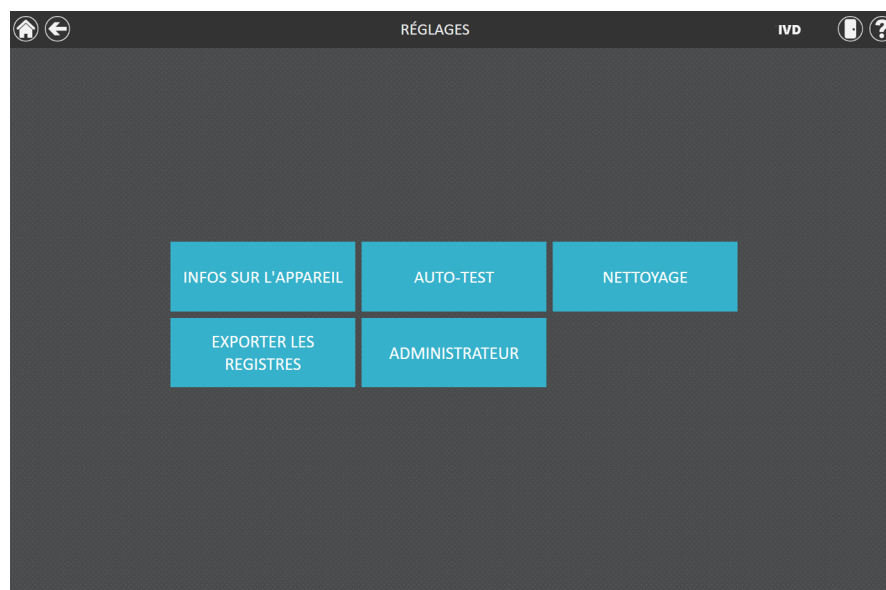 RÉGLAGES
IVD
?
INFOS SUR L'APPAREIL
AUTO-TEST
NETTOYAGE
EXPORTER LES
REGISTRES
ADMINISTRATEUR